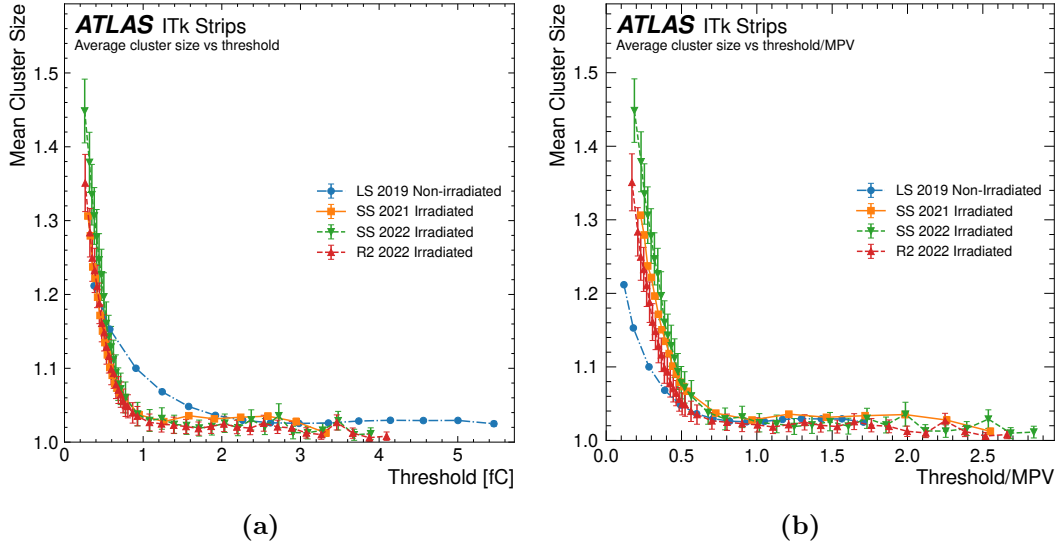 ATLAS ITk Strips
Average cluster size vs threshold
Mean Cluster Size
1.5
1.4
1.3
1.2
1.1
1.0
LS 2019 Non-irradiated
SS 2021 Irradiated
SS 2022 Irradiated
R2 2022 Irradiated
0 1 2 3 4 5
Threshold [fC]
(a)
ATLAS ITk Strips
Average cluster size vs threshold/MPV
Mean Cluster Size
1.5
1.4
1.3
1.2
1.1
1.0
LS 2019 Non-irradiated
SS 2021 Irradiated
SS 2022 Irradiated
R2 2022 Irradiated
0.0 0.5 1.0 1.5 2.0 2.5
Threshold/MPV
(b)